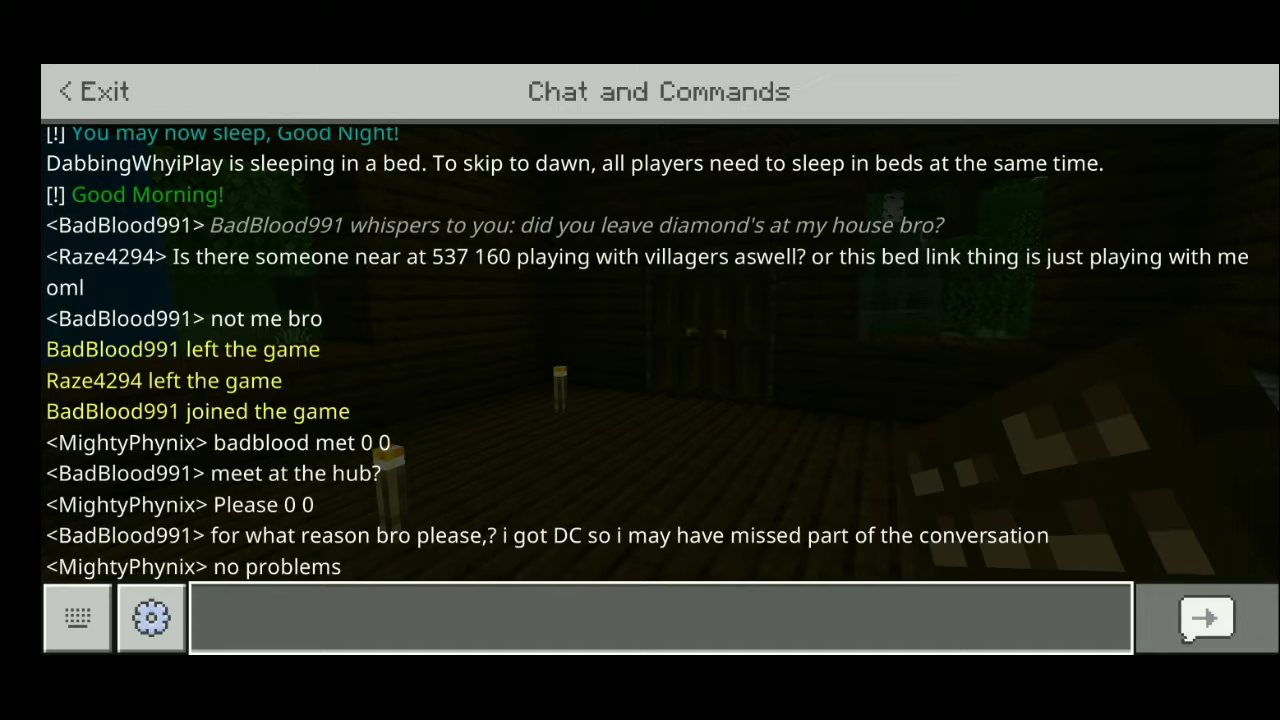 < Exit
Chat and Commands
[!] You may now sleep, Good Night!
DabbingWhyiPlay is sleeping in a bed. To skip to dawn, all players need to sleep in beds at the same time.
[!] Good Morning!
<BadBlood991> BadBlood991 whispers to you: did you leave diamond's at my house bro?
<Raze4294> Is there someone near at 537 160 playing with villagers aswell? or this bed link thing is just playing with me
oml
<BadBlood991> not me bro
BadBlood991 left the game
Raze4294 left the game
BadBlood991 joined the game
<MightyPhynix> badblood met 0 0
<BadBlood991> meet at the hub?
<MightyPhynix> Please 0 0
<BadBlood991> for what reason bro please,? i got DC so i may have missed part of the conversation
<MightyPhynix> no problems